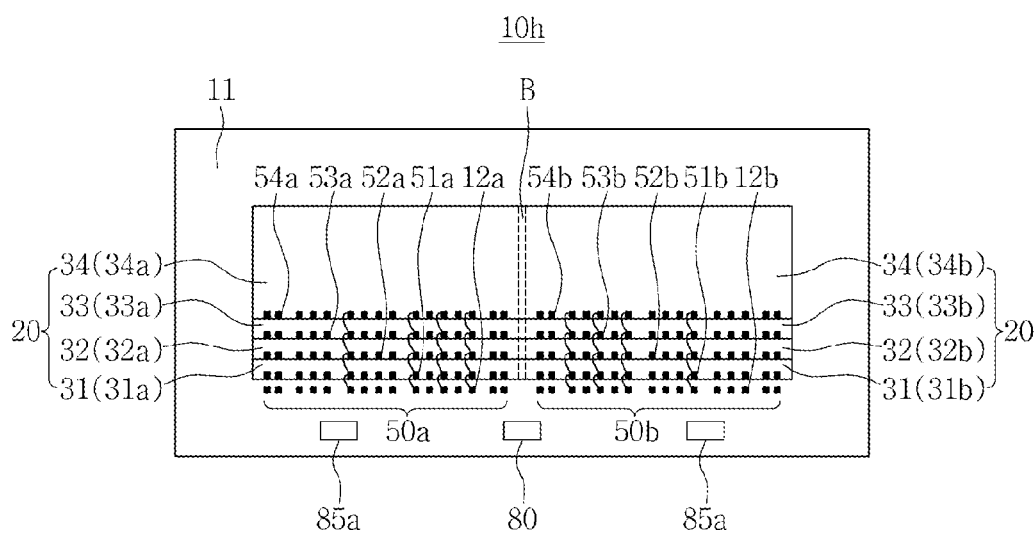 10h
11 B
54a 53a 52a 51a 12a 54b 53b 52b 51b 12b
34(34a) 34(34b)
33(33a) 33(33b)
20 20
32(32a) 32(32b)
31(31a) 31(31b)
50a 50b
85a 80 85a